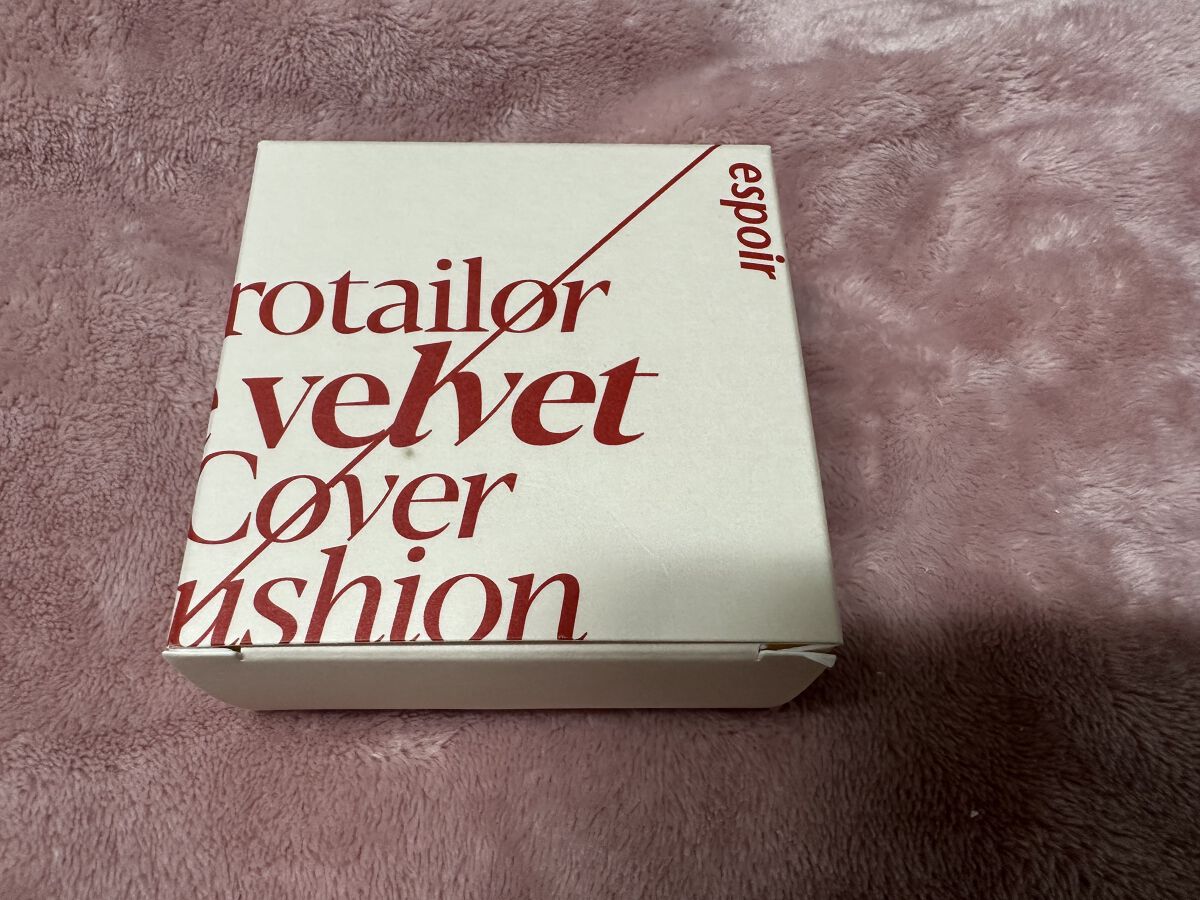 espoir
rotailor
e velvet
Cover
ushion